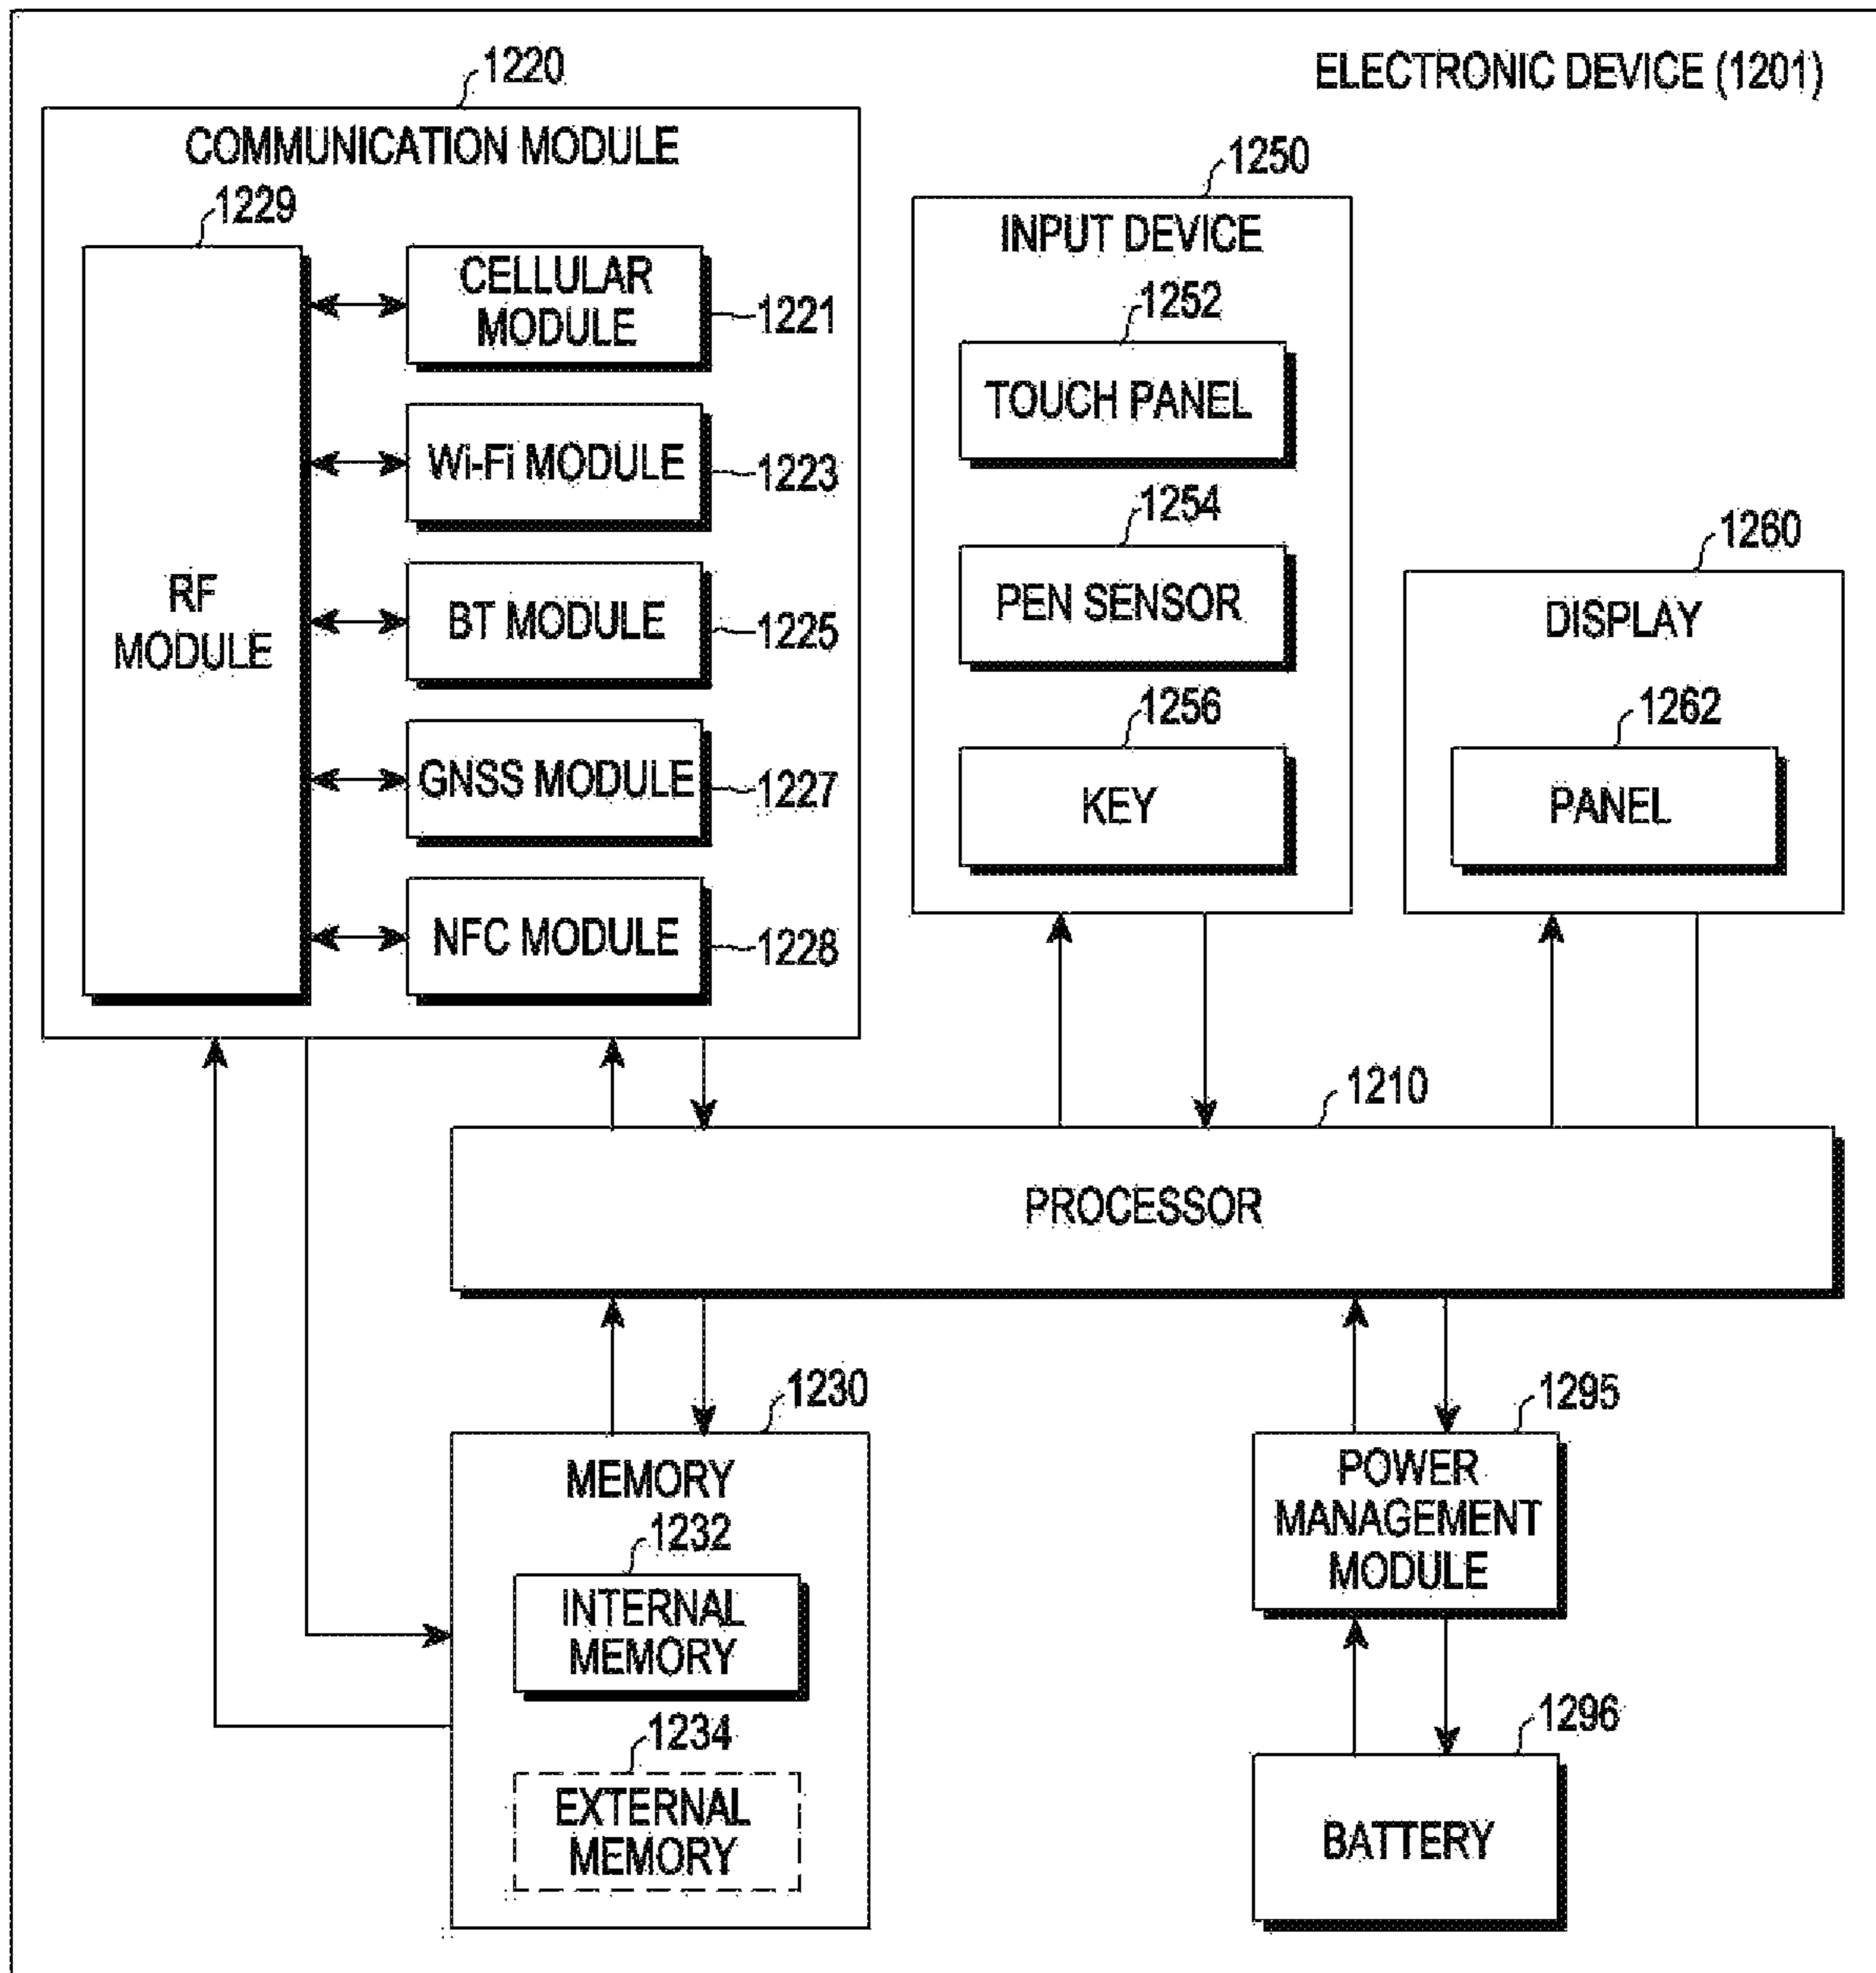 ELECTRONIC DEVICE (1201)
1220
COMMUNICATION MODULE
1229
RF
MODULE
CELLULAR
MODULE
1221
Wi-Fi MODULE
1223
BT MODULE
1225
GNSS MODULE
1227
NFC MODULE
1228
1250
INPUT DEVICE
1252
TOUCH PANEL
1254
PEN SENSOR
1256
KEY
1260
DISPLAY
1262
PANEL
1210
PROCESSOR
1230
MEMORY
1232
INTERNAL
MEMORY
1234
EXTERNAL
MEMORY
1295
POWER
MANAGEMENT
MODULE
1296
BATTERY